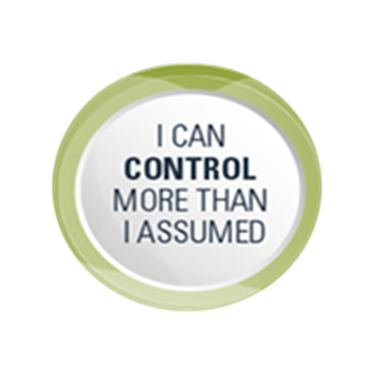 I CAN
CONTROL
MORE THAN
I ASSUMED